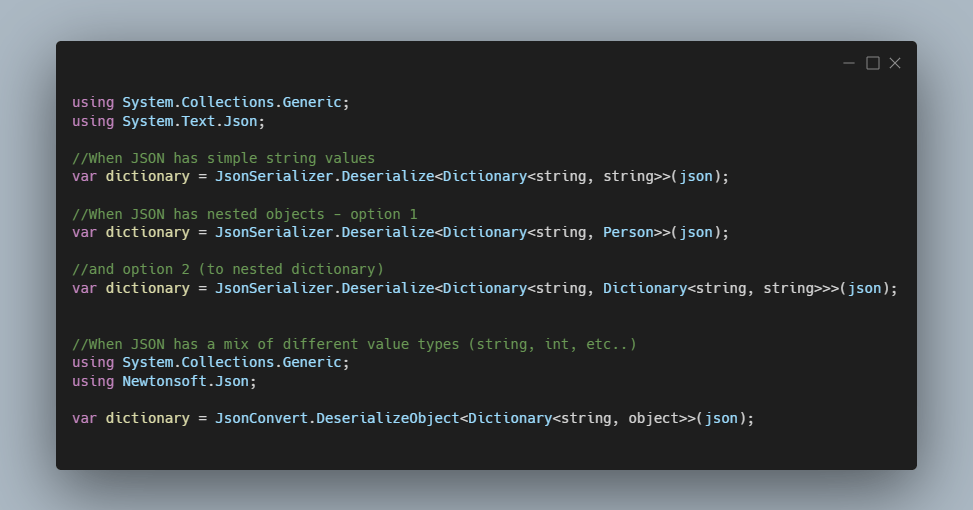 using System.Collections.Generic;
using System.Text.Json;
//When JSON has simple string values
var dictionary = JsonSerializer.Deserialize<Dictionary<string, string>>(json);
//When JSON has nested objects - option 1
var dictionary = JsonSerializer.Deserialize<Dictionary<string, Person>>(json);
//and option 2 (to nested dictionary)
var dictionary = JsonSerializer.Deserialize<Dictionary<string, Dictionary<string, string>>>(json);
//When JSON has a mix of different value types (string, int, etc..)
using System.Collections.Generic;
using Newtonsoft.Json;
var dictionary = JsonConvert.DeserializeObject<Dictionary<string, object>>(json);